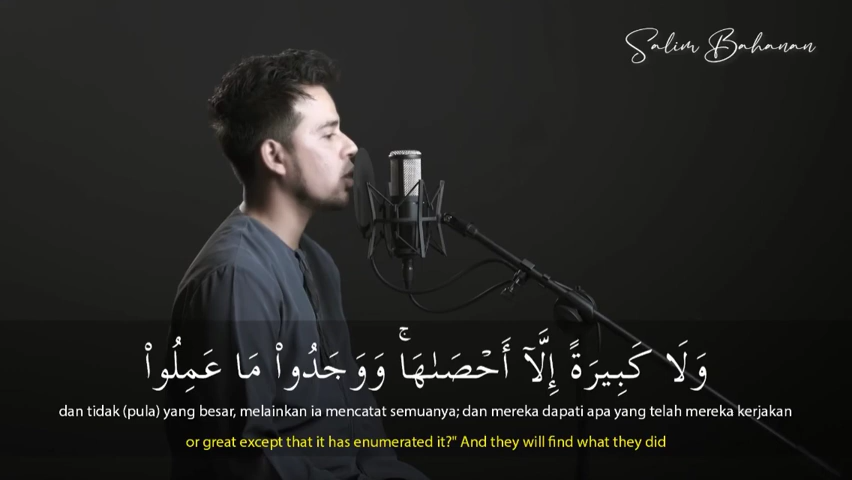 Salim Bahanan
وَلَا كَبِيرَةً إِلَّآ أَحْصَىٰهَاۚ وَوَجَدُوا۟ مَا عَمِلُوا۟
dan tidak (pula) yang besar, melainkan ia mencatat semuanya; dan mereka dapati apa yang telah mereka kerjakan
or great except that it has enumerated it?" And they will find what they did